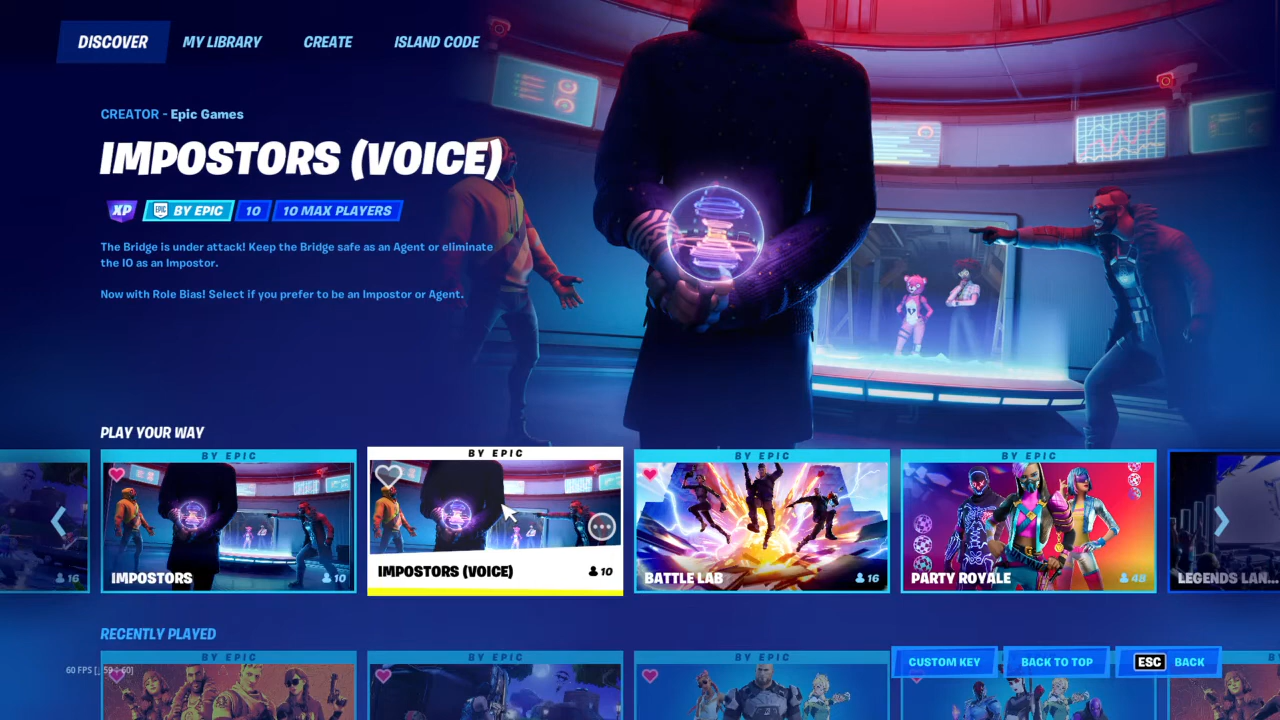 DISCOVER
MY LIBRARY
CREATE
ISLAND CODE
CREATOR - Epic Games
IMPOSTORS (VOICE)
XP
EPIC BY EPIC
10
10 MAX PLAYERS
The Bridge is under attack! Keep the Bridge safe as an Agent or eliminate
the IO as an Impostor.
Now with Role Bias! Select if you prefer to be an Impostor or Agent.
PLAY YOUR WAY
16
BY EPIC
IMPOSTORS
10
BY EPIC
IMPOSTORS (VOICE)
10
BY EPIC
BATTLE LAB
16
BY EPIC
PARTY ROYALE
48
LEGENDS LAN...
RECENTLY PLAYED
60 FPS [ 59 : 60]
BY EPIC
BY EPIC
BY EPIC
CUSTOM KEY
BACK TO TOP
ESC BACK